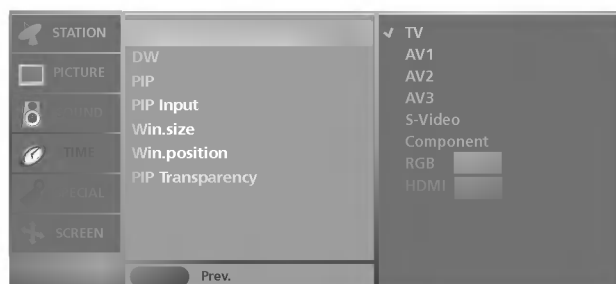 STATION
PICTURE
SOUND
TIME
SPECIAL
SCREEN
DW
PIP
PIP Input
Win.size
Win.position
PIP Transparency
Prev.
TV
AV1
AV2
AV3
S-Video
Component
RGB
HDMI